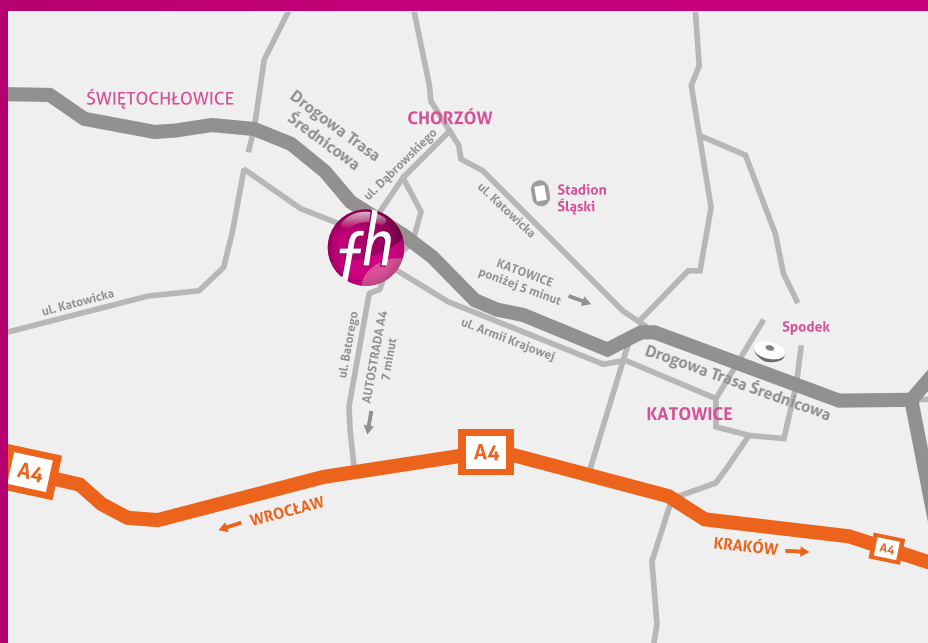 ŚWIĘTOCHŁOWICE
Drogowa Trasa
Średnicowa
CHORZÓW
ul. Dąbrowskiego
ul. Katowicka
Stadion
Śląski
fh
KATOWICE
poniżej 5 minut
ul. Katowicka
ul. Batorego
AUTOSTRADA A4
7 minut
ul. Armii Krajowej
Spodek
Drogowa Trasa Średnicowa
KATOWICE
A4
A4
WROCŁAW
KRAKÓW
A4